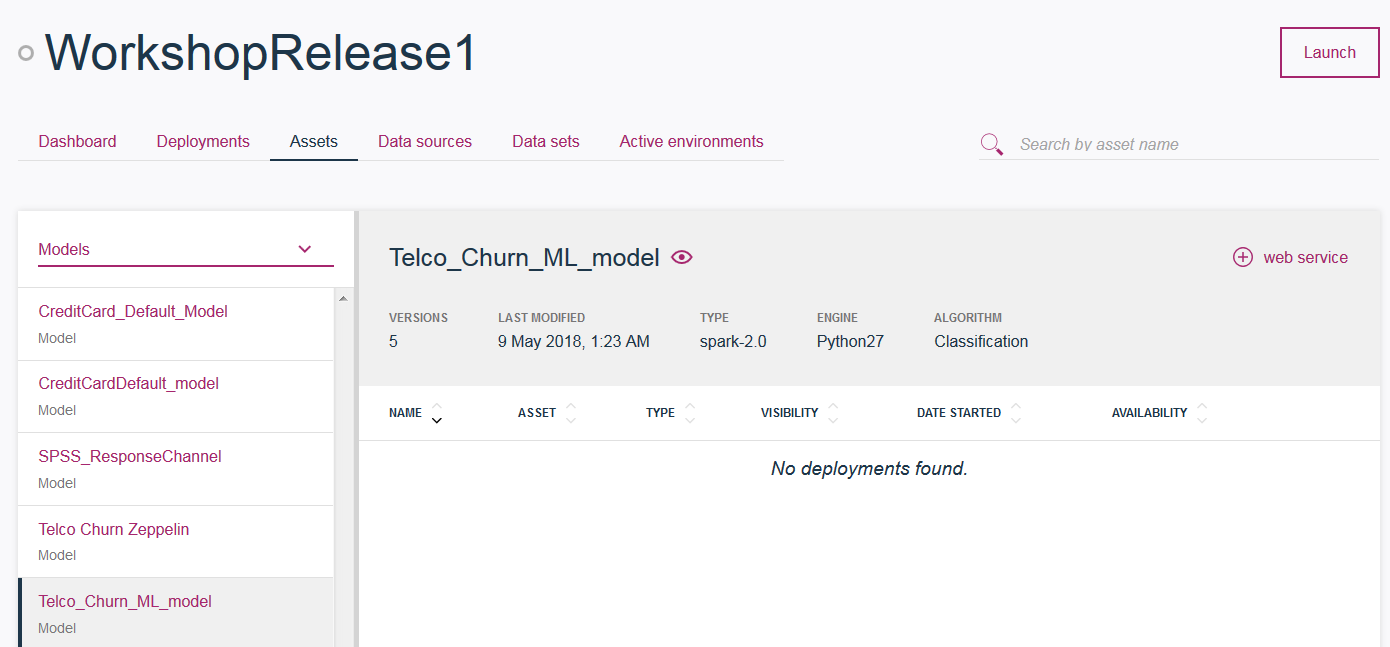 WorkshopRelease1
Launch
Dashboard Deployments Assets Data sources Data sets Active environments
Search by asset name
Models
CreditCard_Default_Model
Model
CreditCardDefault_model
Model
SPSS_ResponseChannel
Model
Telco Churn Zeppelin
Model
Telco_Churn_ML_model
Model
Telco_Churn_ML_model
web service
VERSIONS LAST MODIFIED TYPE ENGINE ALGORITHM
5 9 May 2018, 1:23 AM spark-2.0 Python27 Classification
NAME ASSET TYPE VISIBILITY DATE STARTED AVAILABILITY
No deployments found.